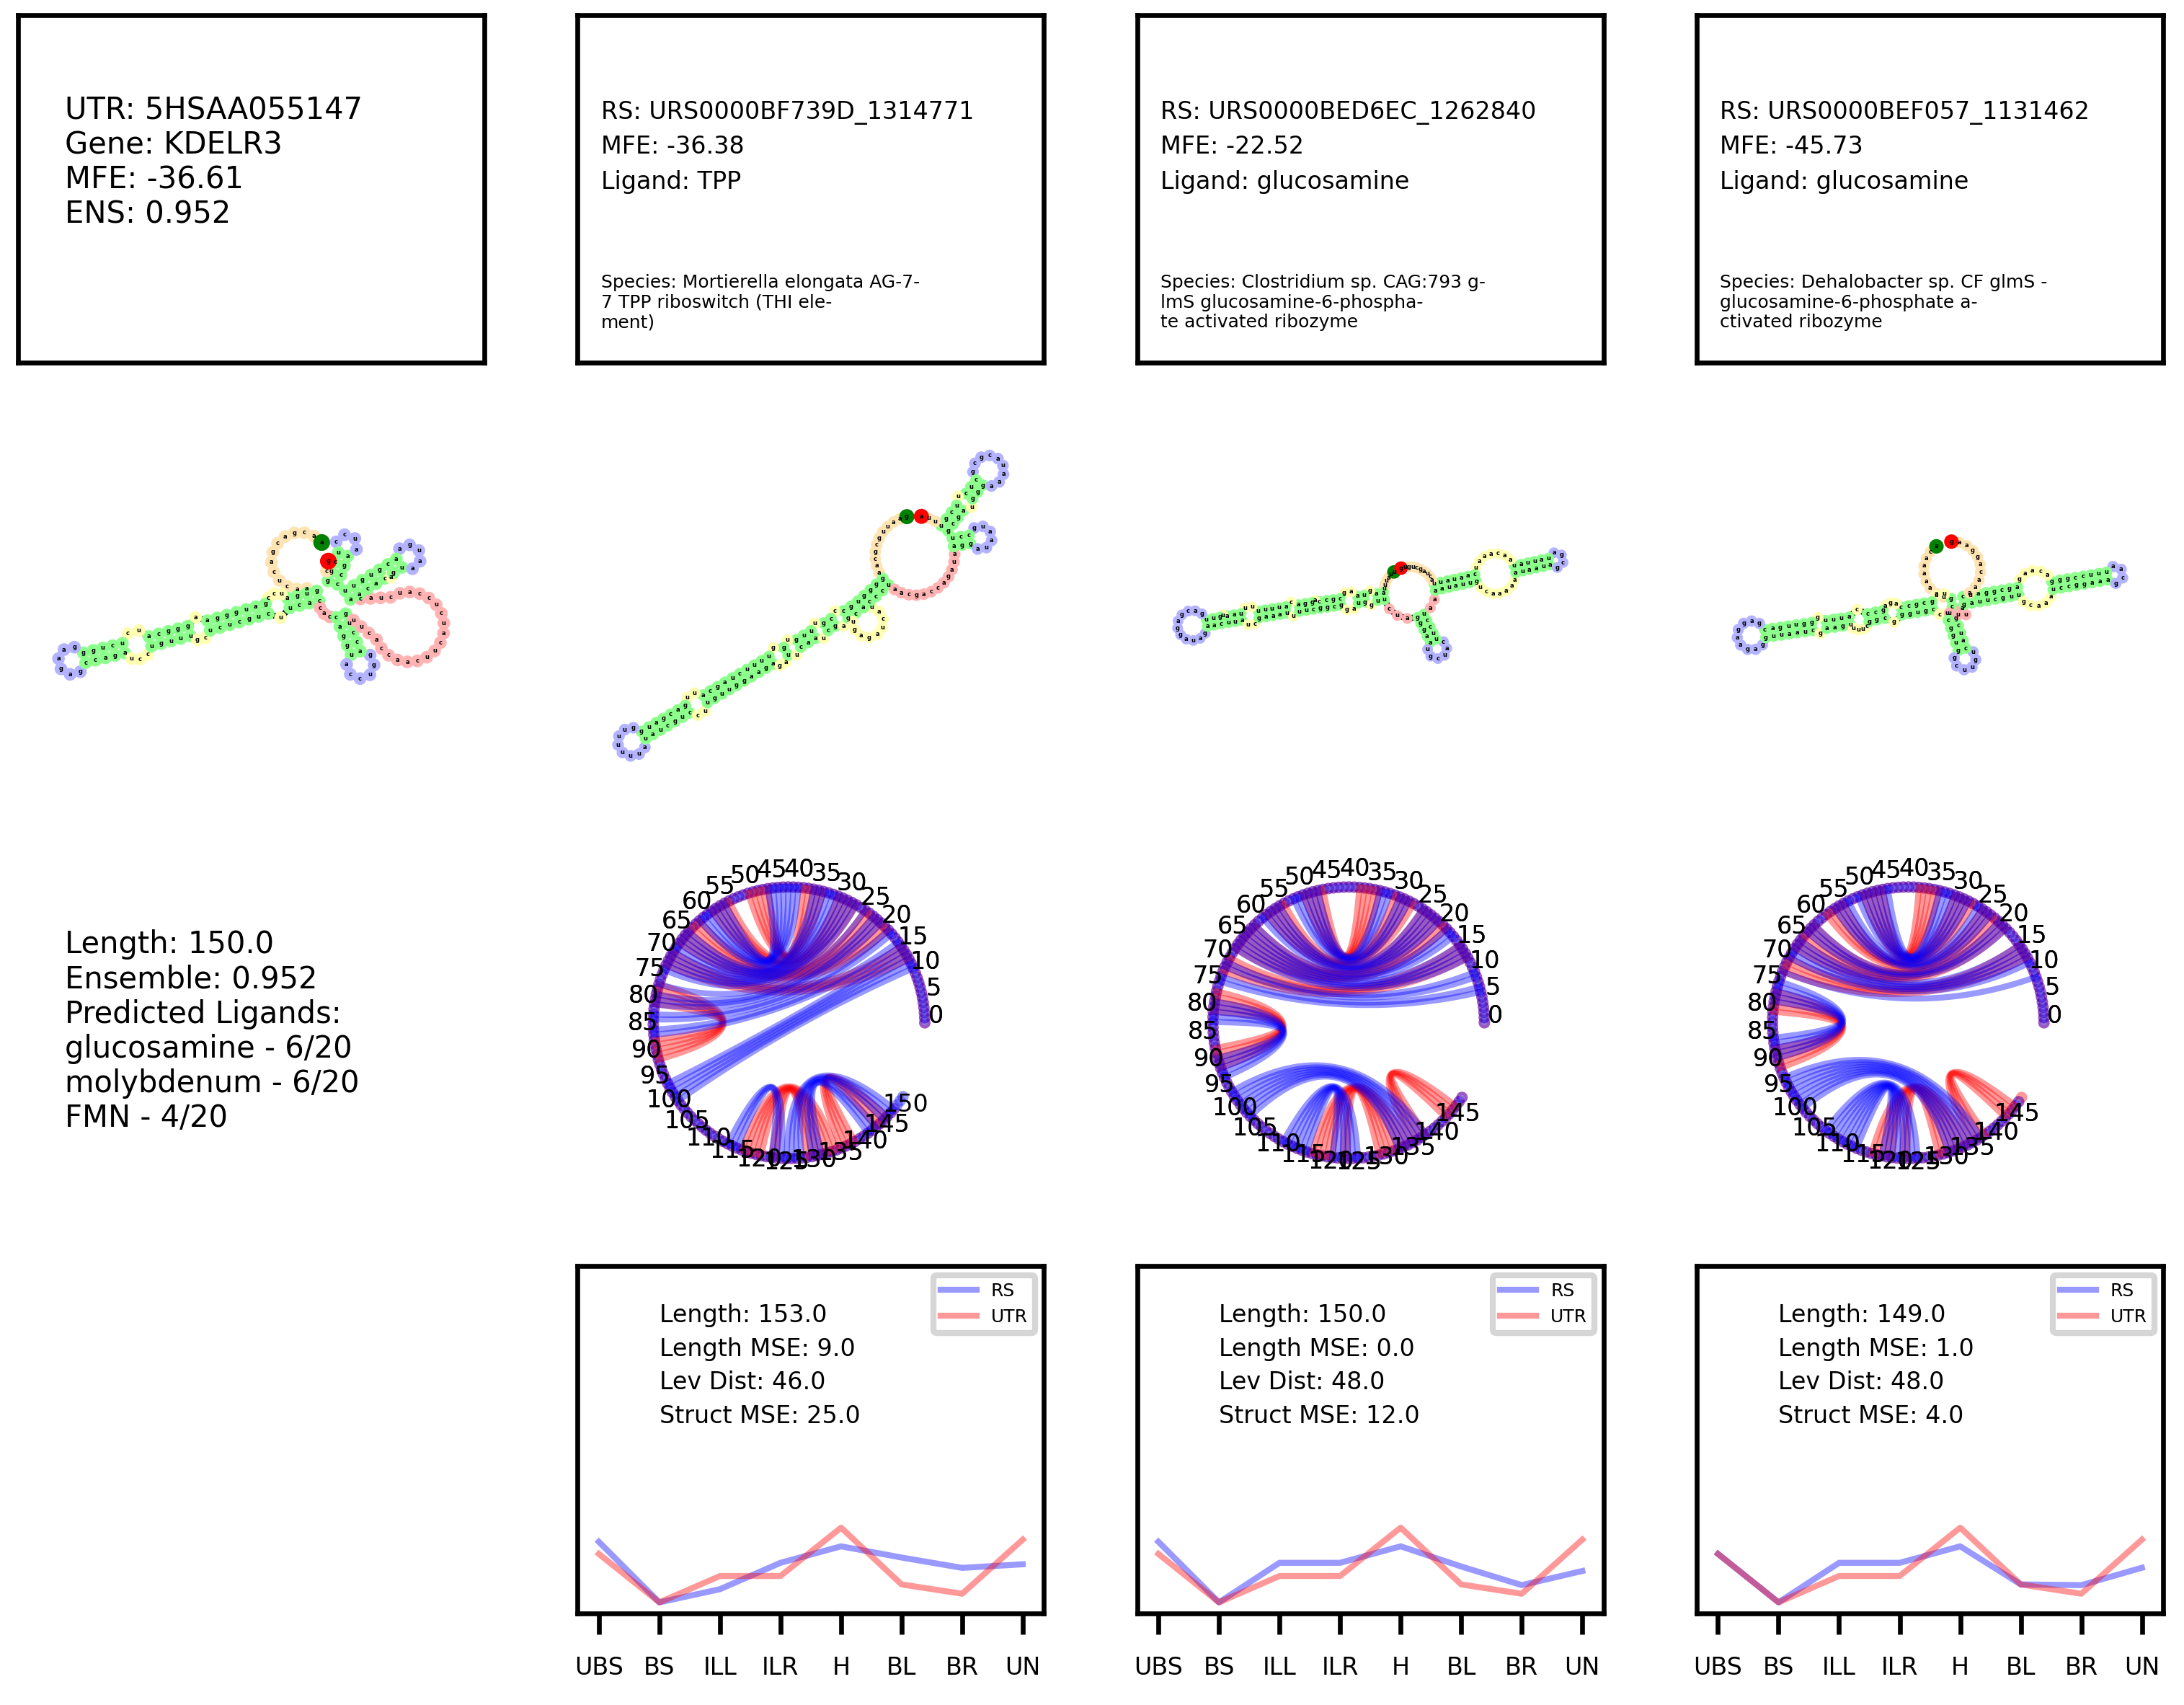 UTR: 5HSAA055147
Gene: KDELR3
MFE: -36.61
ENS: 0.952
RS: URS0000BF739D_1314771
MFE: -36.38
Ligand: TPP
Species: Mortierella elongata AG-7-
7 TPP riboswitch (THI ele-
ment)
RS: URS0000BED6EC_1262840
MFE: -22.52
Ligand: glucosamine
Species: Clostridium sp. CAG:793 g-
lmS glucosamine-6-phospha-
te activated ribozyme
RS: URS0000BEF057_1131462
MFE: -45.73
Ligand: glucosamine
Species: Dehalobacter sp. CF glmS -
glucosamine-6-phosphate a-
ctivated ribozyme
Length: 150.0
Ensemble: 0.952
Predicted Ligands:
glucosamine - 6/20
molybdenum - 6/20
FMN - 4/20
0 5 10 15 20 25 30 35 40 45 50 55 60 65 70 75 80 85 90 95 100 105 110 115 120 125 130 135 140 145 150
0 5 10 15 20 25 30 35 40 45 50 55 60 65 70 75 80 85 90 95 100 105 110 115 120 125 130 135 140 145
0 5 10 15 20 25 30 35 40 45 50 55 60 65 70 75 80 85 90 95 100 105 110 115 120 125 130 135 140 145
RS
UTR
Length: 153.0
Length MSE: 9.0
Lev Dist: 46.0
Struct MSE: 25.0
UBS BS ILL ILR H BL BR UN
RS
UTR
Length: 150.0
Length MSE: 0.0
Lev Dist: 48.0
Struct MSE: 12.0
UBS BS ILL ILR H BL BR UN
RS
UTR
Length: 149.0
Length MSE: 1.0
Lev Dist: 48.0
Struct MSE: 4.0
UBS BS ILL ILR H BL BR UN